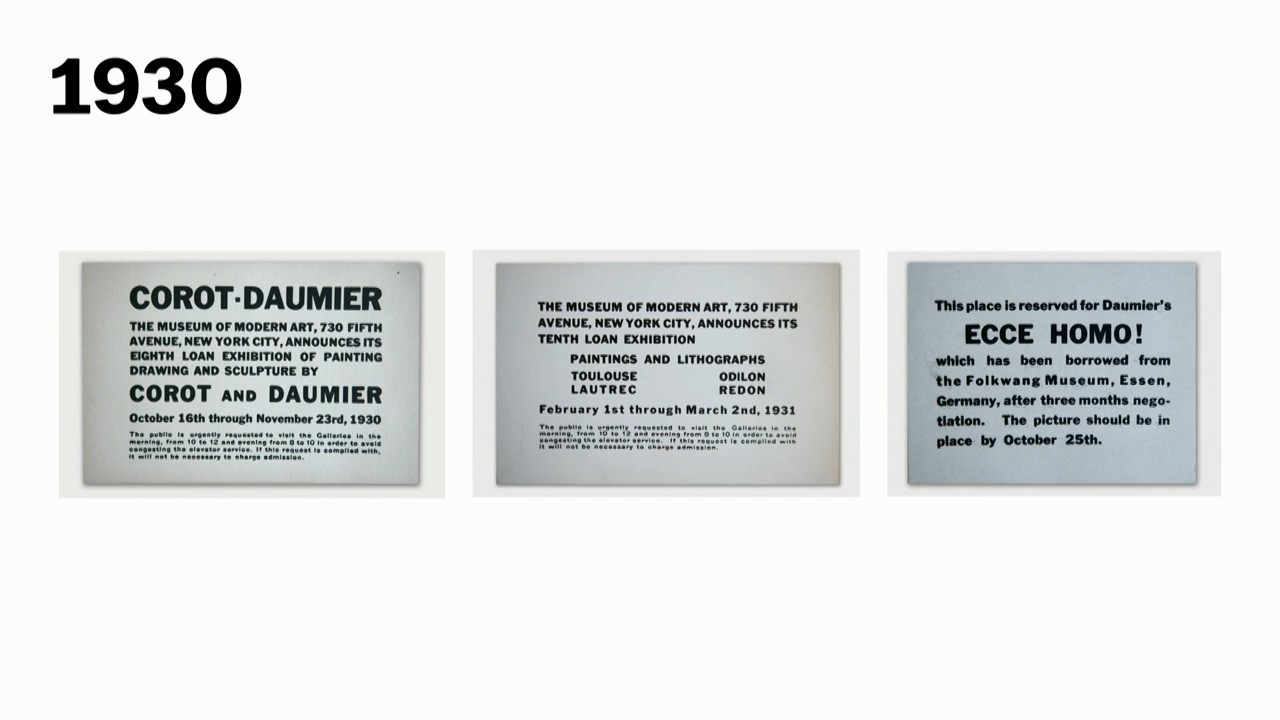 1930
COROT·DAUMIER
THE MUSEUM OF MODERN ART, 730 FIFTH
AVENUE, NEW YORK CITY, ANNOUNCES ITS
EIGHTH LOAN EXHIBITION OF PAINTING
DRAWING AND SCULPTURE BY
COROT AND DAUMIER
October 16th through November 23rd, 1930
The public is urgently requested to visit the Galleries in the
morning, from 10 to 12 and evening from 8 to 10 in order to avoid
congesting the elevator service. If this request is complied with,
it will not be necessary to charge admission.
THE MUSEUM OF MODERN ART, 730 FIFTH
AVENUE, NEW YORK CITY, ANNOUNCES ITS
TENTH LOAN EXHIBITION
PAINTINGS AND LITHOGRAPHS
TOULOUSE ODILON
LAUTREC REDON
February 1st through March 2nd, 1931
The public is urgently requested to visit the Galleries in the
morning, from 10 to 12 and evening from 8 to 10 in order to avoid
congesting the elevator service. If this request is complied with
it will not be necessary to charge admission.
This place is reserved for Daumier's
ECCE HOMO!
which has been borrowed from
the Folkwang Museum, Essen,
Germany, after three months nego-
tiation. The picture should be in
place by October 25th.